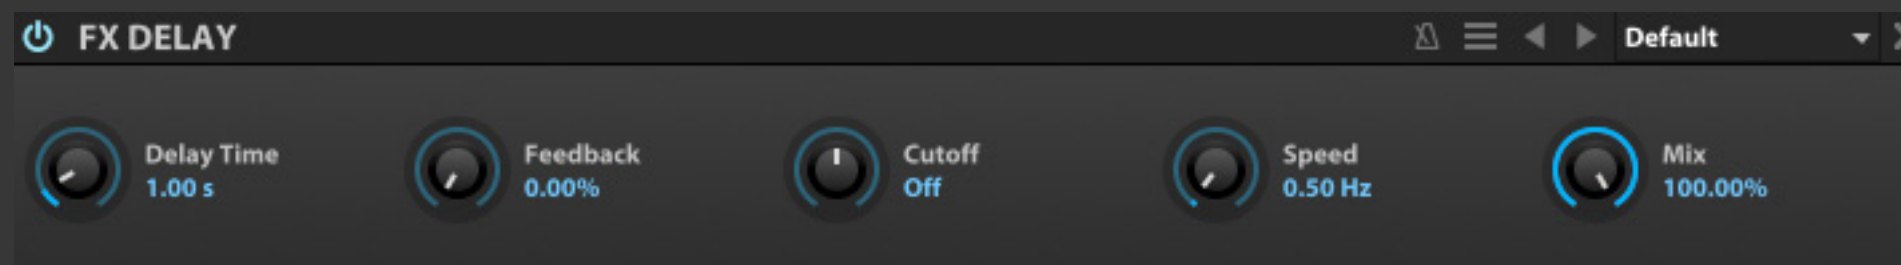 FX DELAY
Default
Delay Time
1.00 s
Feedback
0.00%
Cutoff
Off
Speed
0.50 Hz
Mix
100.00%